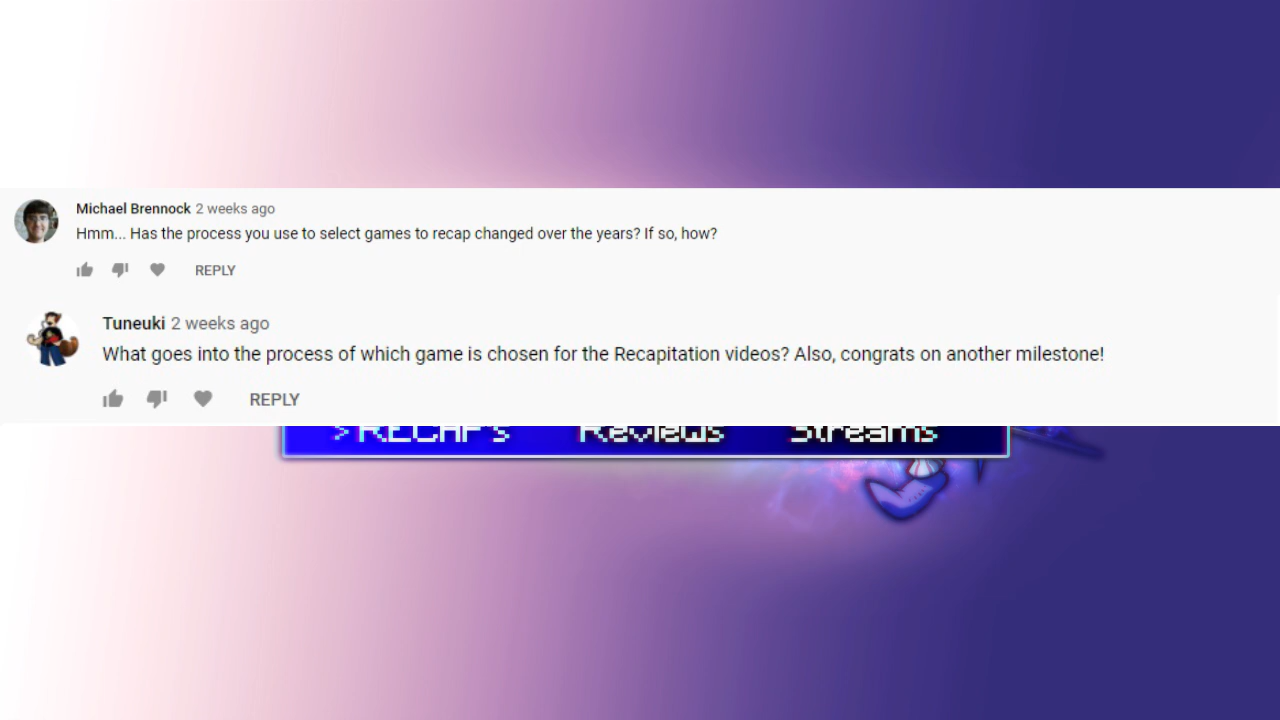 Michael Brennock 2 weeks ago
Hmm... Has the process you use to select games to recap changed over the years? If so, how?
REPLY
Tuneuki 2 weeks ago
What goes into the process of which game is chosen for the Recapitation videos? Also, congrats on another milestone!
REPLY
>RECAP's Reviews Streams